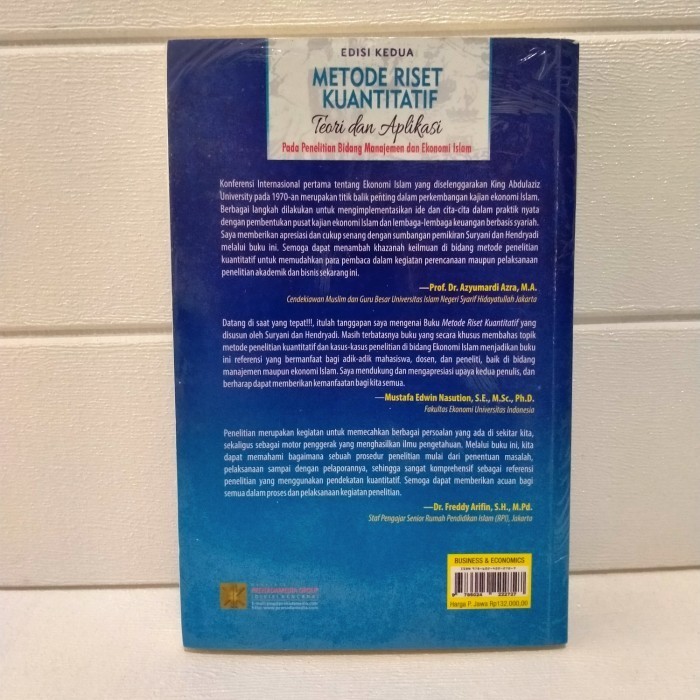 EDISI KEDUA
METODE RISET
KUANTITATIF
Teori dan Aplikasi
Pada Penelitian Bidang Manajemen dan Ekonomi Islam
Konferensi Internasional pertama tentang Ekonomi Islam yang diselenggarakan King Abdulaziz
University pada 1970-an merupakan titik balik penting dalam perkembangan kajian ekonomi Islam.
Berbagai langkah dilakukan untuk mengimplementasikan ide dan cita-cita dalam praktik nyata
dengan pembentukan pusat kajian ekonomi Islam dan lembaga-lembaga keuangan berbasis syariah.
Saya memberikan apresiasi dan cukup senang dengan sumbangan pemikiran Suryani dan Hendryadi
melalui buku ini. Semoga dapat menambah khazanah keilmuan di bidang metode penelitian
kuantitatif untuk memudahkan para pembaca dalam kegiatan perencanaan maupun pelaksanaan
penelitian akademik dan bisnis sekarang ini.
—Prof. Dr. Azyumardi Azra, M.A.
Cendekiawan Muslim dan Guru Besar Universitas Islam Negeri Syarif Hidayatullah Jakarta
Datang di saat yang tepat!!!, itulah tanggapan saya mengenai Buku Metode Riset Kuantitatif yang
disusun oleh Suryani dan Hendryadi. Masih terbatasnya buku yang secara khusus membahas topik
metode penelitian kuantitatif dan kasus-kasus penelitian di bidang Ekonomi Islam menjadikan buku
ini referensi yang bermanfaat bagi adik-adik mahasiswa, dosen, dan peneliti, baik di bidang
manajemen maupun ekonomi Islam. Saya mendukung dan mengapresiasi upaya kedua penulis, dan
berharap dapat memberikan kemanfaatan bagi kita semua.
—Mustafa Edwin Nasution, S.E., M.Sc., Ph.D.
Fakultas Ekonomi Universitas Indonesia
Penelitian merupakan kegiatan untuk memecahkan berbagai persoalan yang ada di sekitar kita,
sekaligus sebagai motor penggerak yang menghasilkan ilmu pengetahuan. Melalui buku ini, kita
dapat memahami bagaimana sebuah prosedur penelitian mulai dari penentuan masalah,
pelaksanaan sampai dengan pelaporannya, sehingga sangat komprehensif sebagai referensi
penelitian yang menggunakan pendekatan kuantitatif. Semoga dapat memberikan acuan bagi
semua dalam proses dan pelaksanaan kegiatan penelitian.
—Dr. Freddy Arifin, S.H., M.Pd.
Staf Pengajar Senior Rumah Pendidikan Islam (RPI), Jakarta
BUSINESS & ECONOMICS
PRENADAMEDIA GROUP
Harga P. Jawa Rp132.000,00